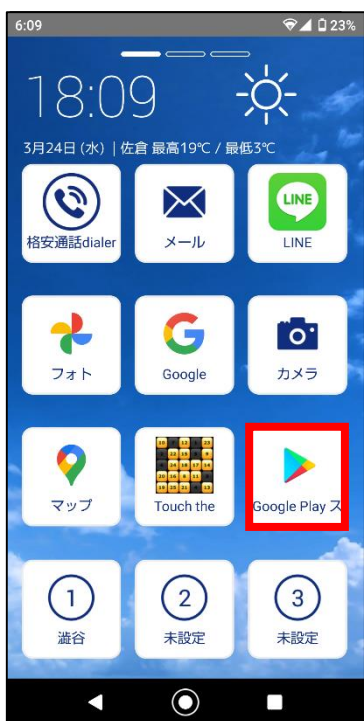 6:09 23%
18:09
3月24日 (水) | 佐倉 最高19℃ / 最低3℃
格安通話dialer メール LINE LINE
フォト Google カメラ
マップ Touch the Google Play ス
1 2 3
澁谷 未設定 未設定